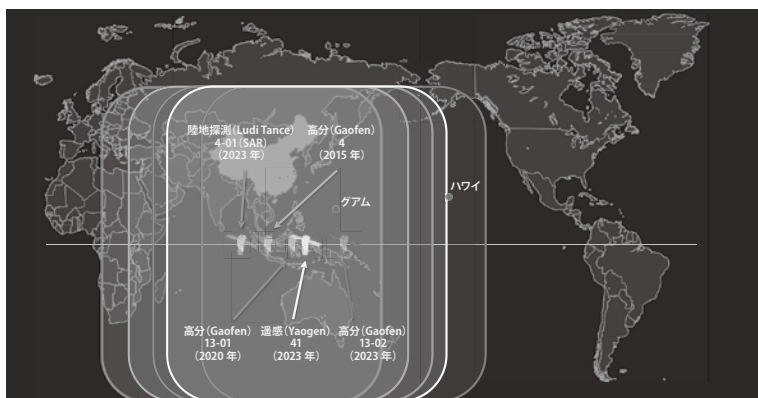 陸地探測（Ludi Tance）
4-01（SAR）
（2023 年）
高分（Gaofen）
4
（2015 年）
ハワイ
グアム
高分（Gaofen）
13-01
（2020 年）
遥感（Yaogen）
41
（2023 年）
高分（Gaofen）
13-02
（2023 年）